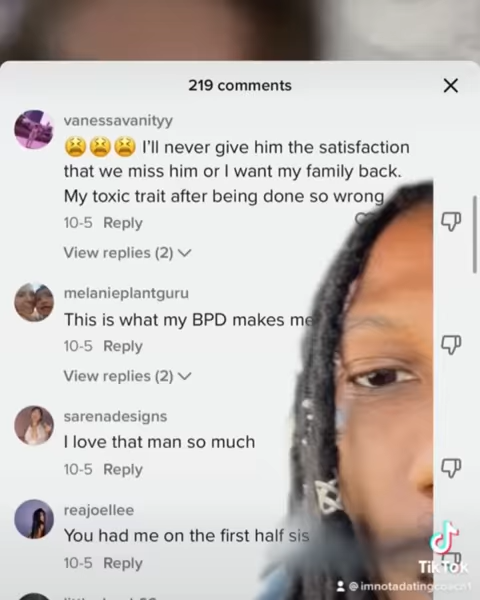 219 comments
vanessavanityy
😫😫😫 I'll never give him the satisfaction
that we miss him or I want my family back.
My toxic trait after being done so wrong
10-5 Reply
View replies (2)
melanieplantguru
This is what my BPD makes me
10-5 Reply
View replies (2)
sarenadesigns
I love that man so much
10-5 Reply
reajoellee
You had me on the first half sis
10-5 Reply
TikTok